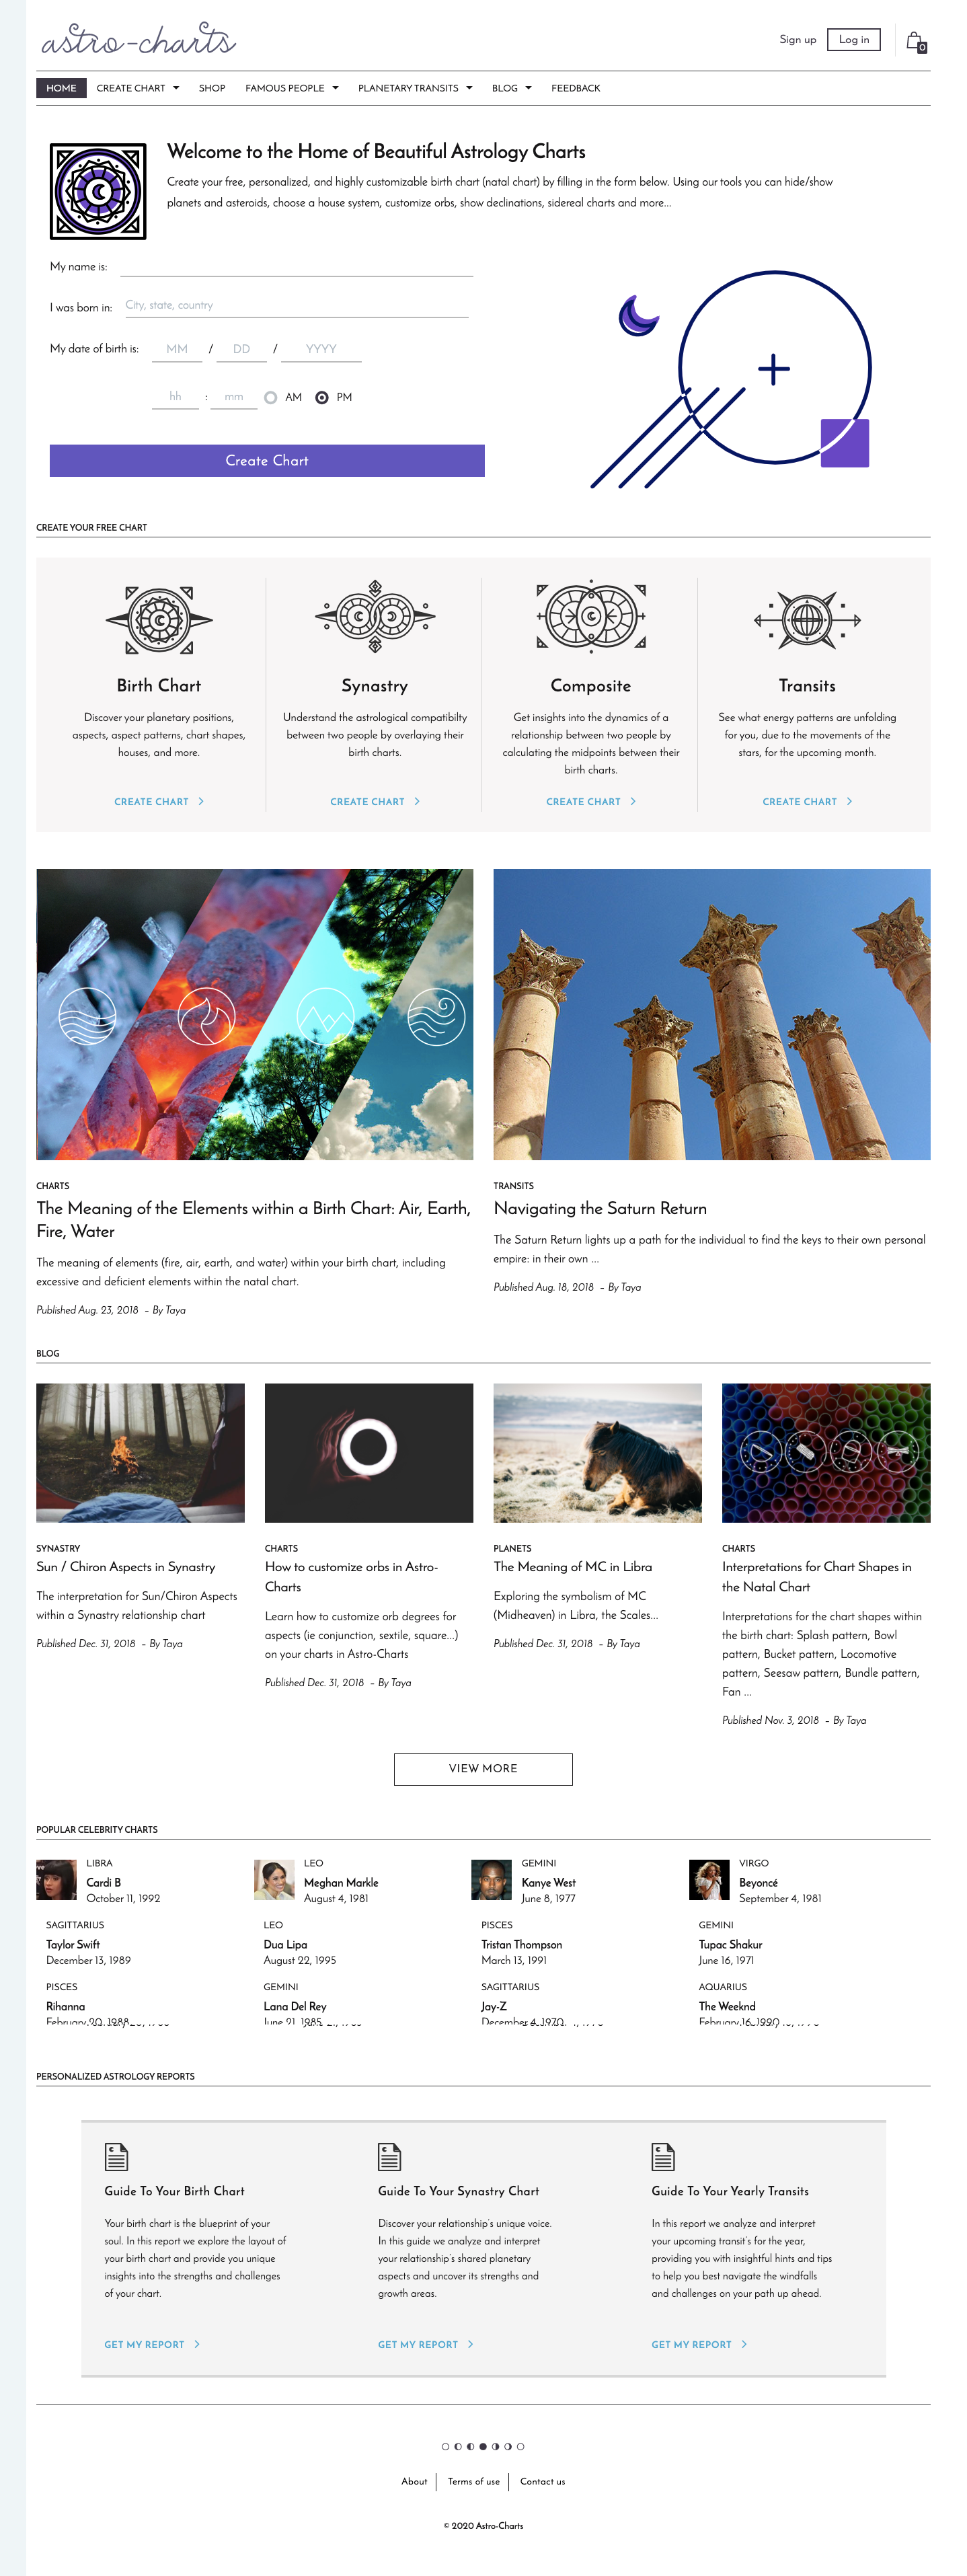 astro-charts
Sign up
Log in
0
HOME
CREATE CHART
SHOP
FAMOUS PEOPLE
PLANETARY TRANSITS
BLOG
FEEDBACK
Welcome to the Home of Beautiful Astrology Charts
Create your free, personalized, and highly customizable birth chart (natal chart) by filling in the form below. Using our tools you can hide/show
planets and asteroids, choose a house system, customize orbs, show declinations, sidereal charts and more...
My name is:
I was born in: City, state, country
My date of birth is: MM / DD / YYYY
hh : mm AM PM
Create Chart
CREATE YOUR FREE CHART
Birth Chart
Discover your planetary positions,
aspects, aspect patterns, chart shapes,
houses, and more.
CREATE CHART
Synastry
Understand the astrological compatibilty
between two people by overlaying their
birth charts.
CREATE CHART
Composite
Get insights into the dynamics of a
relationship between two people by
calculating the midpoints between their
birth charts.
CREATE CHART
Transits
See what energy patterns are unfolding
for you, due to the movements of the
stars, for the upcoming month.
CREATE CHART
CHARTS
The Meaning of the Elements within a Birth Chart: Air, Earth,
Fire, Water
The meaning of elements (fire, air, earth, and water) within your birth chart, including
excessive and deficient elements within the natal chart.
Published Aug. 23, 2018 – By Taya
TRANSITS
Navigating the Saturn Return
The Saturn Return lights up a path for the individual to find the keys to their own personal
empire: in their own ...
Published Aug. 18, 2018 – By Taya
BLOG
SYNASTRY
Sun / Chiron Aspects in Synastry
The interpretation for Sun/Chiron Aspects
within a Synastry relationship chart
Published Dec. 31, 2018 – By Taya
CHARTS
How to customize orbs in Astro-
Charts
Learn how to customize orb degrees for
aspects (ie conjunction, sextile, square...)
on your charts in Astro-Charts
Published Dec. 31, 2018 – By Taya
PLANETS
The Meaning of MC in Libra
Exploring the symbolism of MC
(Midheaven) in Libra, the Scales...
Published Dec. 31, 2018 – By Taya
CHARTS
Interpretations for Chart Shapes in
the Natal Chart
Interpretations for the chart shapes within
the birth chart: Splash pattern, Bowl
pattern, Bucket pattern, Locomotive
pattern, Seesaw pattern, Bundle pattern,
Fan ...
Published Nov. 3, 2018 – By Taya
VIEW MORE
POPULAR CELEBRITY CHARTS
LIBRA
Cardi B
October 11, 1992
LEO
Meghan Markle
August 4, 1981
GEMINI
Kanye West
June 8, 1977
VIRGO
Beyoncé
September 4, 1981
SAGITTARIUS
Taylor Swift
December 13, 1989
LEO
Dua Lipa
August 22, 1995
PISCES
Tristan Thompson
March 13, 1991
GEMINI
Tupac Shakur
June 16, 1971
PISCES
Rihanna
February 20, 1988
GEMINI
Lana Del Rey
June 21, 1985
SAGITTARIUS
Jay-Z
December 4, 1970
AQUARIUS
The Weeknd
February 16, 1990
PERSONALIZED ASTROLOGY REPORTS
Guide To Your Birth Chart
Your birth chart is the blueprint of your
soul. In this report we explore the layout of
your birth chart and provide you unique
insights into the strengths and challenges
of your chart.
GET MY REPORT
Guide To Your Synastry Chart
Discover your relationship's unique voice.
In this guide we analyze and interpret
your relationship's shared planetary
aspects and uncover its strengths and
growth areas.
GET MY REPORT
Guide To Your Yearly Transits
In this report we analyze and interpret
your upcoming transit's for the year,
providing you with insightful hints and tips
to help you best navigate the windfalls
and challenges on your path up ahead.
GET MY REPORT
About
Terms of use
Contact us
© 2020 Astro-Charts